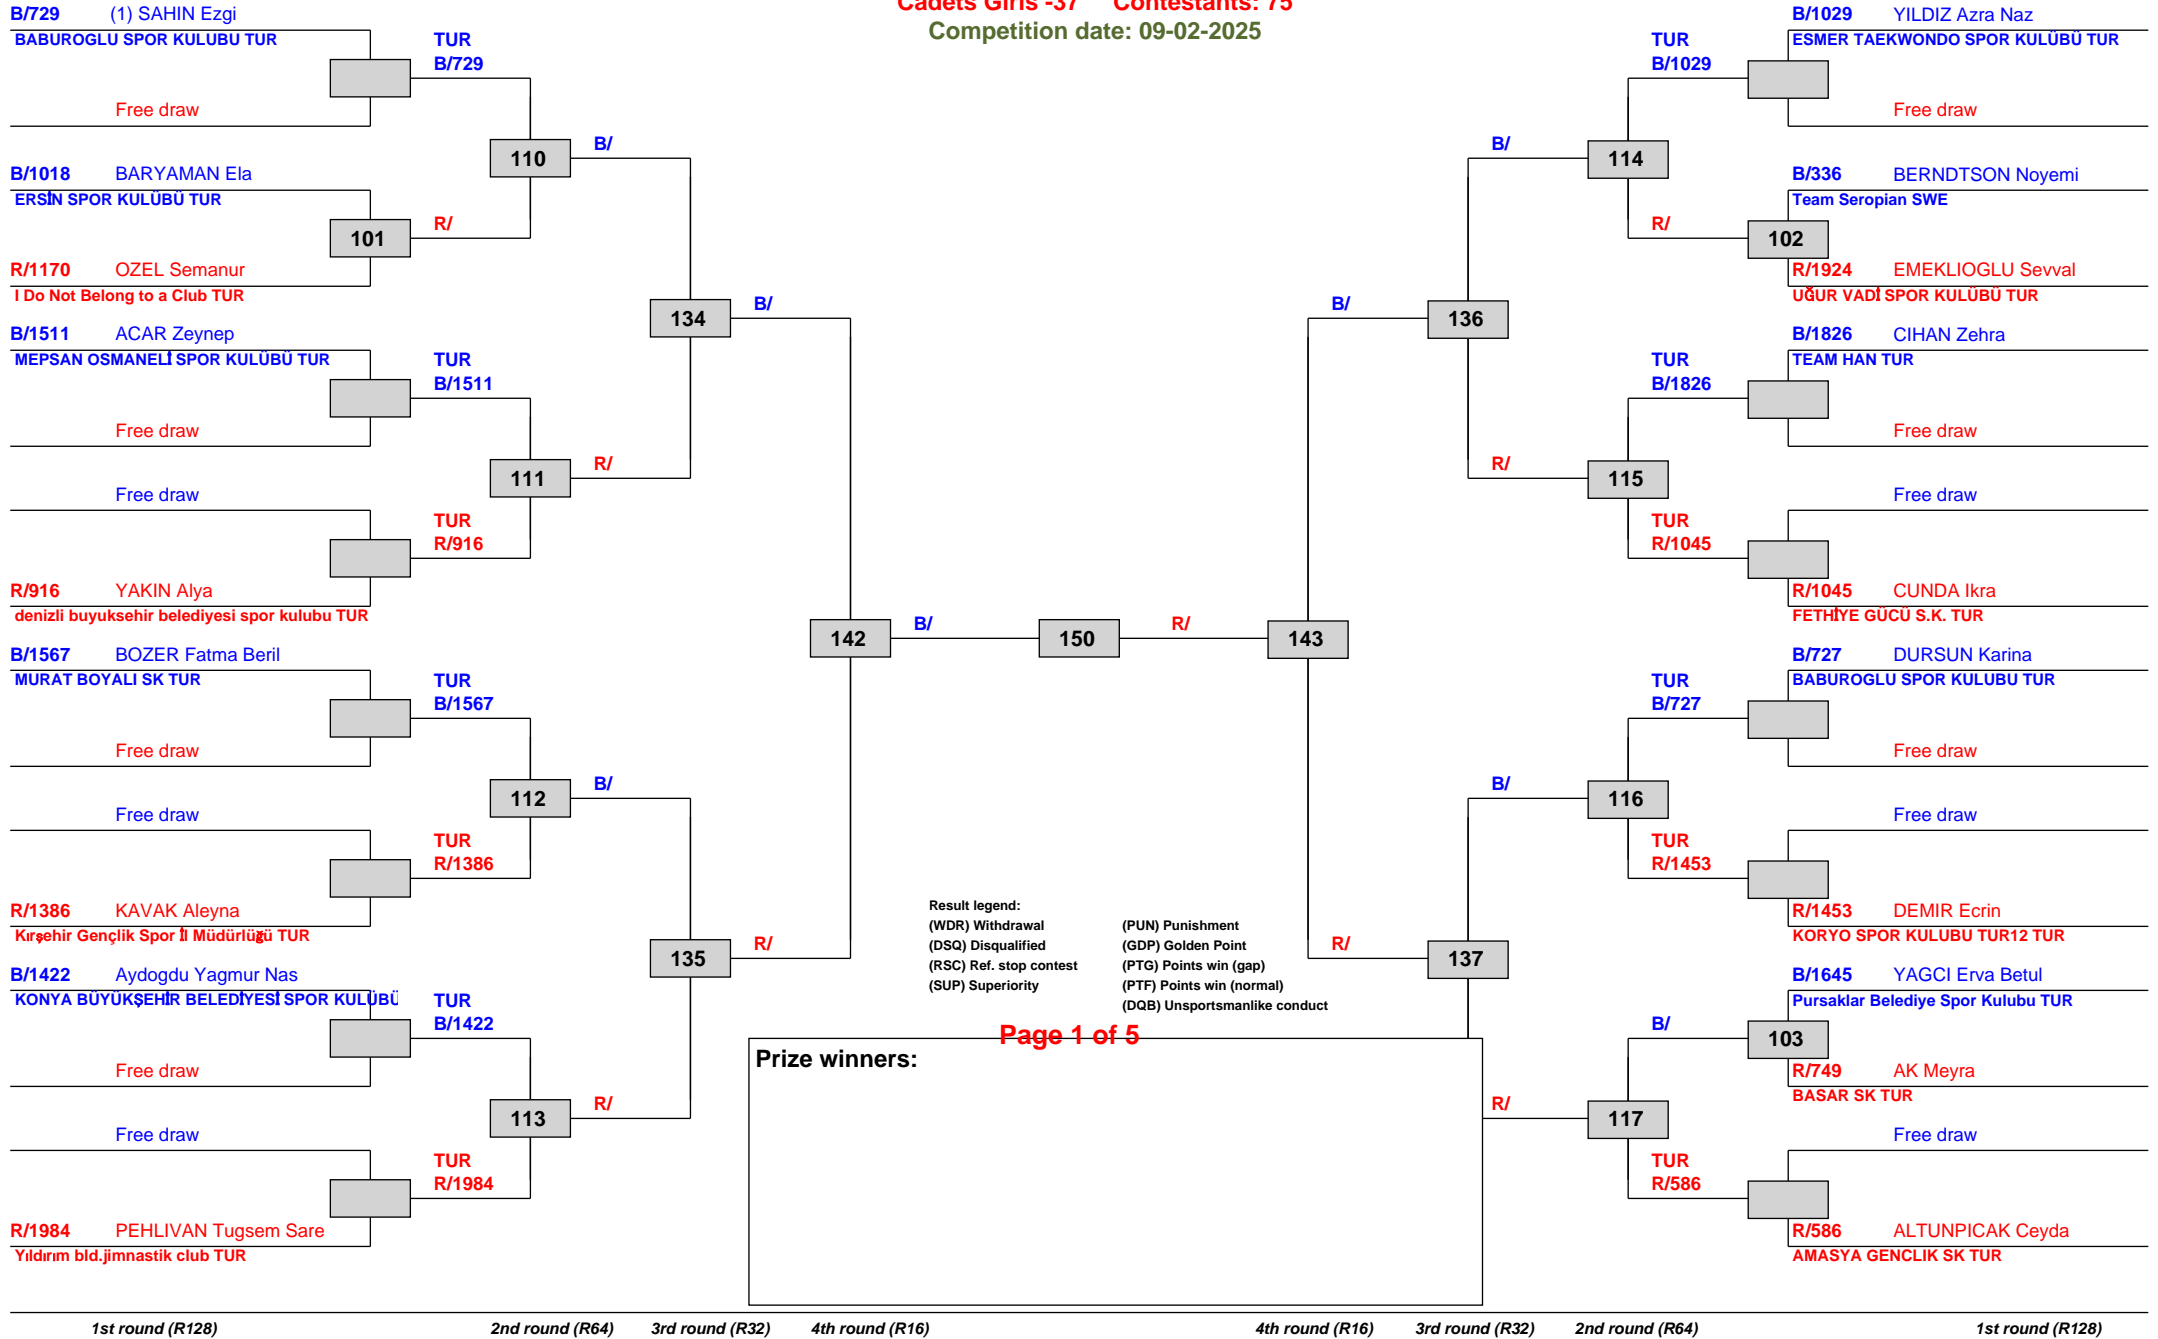 Cadets Girls -37 Contestants: 75
Competition date: 09-02-2025
B/729 (1) SAHIN Ezgi
BABUROGLU SPOR KULUBU TUR
TUR
B/729
Free draw
110
B/
B/1018 BARYAMAN Ela
ERSİN SPOR KULÜBÜ TUR
101
R/
R/1170 OZEL Semanur
I Do Not Belong to a Club TUR
134
B/
B/1511 ACAR Zeynep
MEPSAN OSMANELİ SPOR KULÜBÜ TUR
TUR
B/1511
Free draw
111
R/
Free draw
TUR
R/916
R/916 YAKIN Alya
denizli buyuksehir belediyesi spor kulubu TUR
142
B/
150
B/1567 BOZER Fatma Beril
MURAT BOYALI SK TUR
TUR
B/1567
Free draw
112
B/
Free draw
TUR
R/1386
R/1386 KAVAK Aleyna
Kırşehir Gençlik Spor İl Müdürlüğü TUR
135
R/
B/1422 Aydogdu Yagmur Nas
KONYA BÜYÜKŞEHİR BELEDİYESİ SPOR KULÜBÜ
TUR
B/1422
Free draw
113
R/
Free draw
TUR
R/1984
R/1984 PEHLIVAN Tugsem Sare
Yıldırım bld.jimnastik club TUR
B/1029 YILDIZ Azra Naz
ESMER TAEKWONDO SPOR KULÜBÜ TUR
TUR
B/1029
Free draw
B/
114
B/336 BERNDTSON Noyemi
Team Seropian SWE
R/
102
R/1924 EMEKLIOGLU Sevval
UĞUR VADİ SPOR KULÜBÜ TUR
B/
136
B/1826 CIHAN Zehra
TEAM HAN TUR
TUR
B/1826
Free draw
R/
115
Free draw
TUR
R/1045
R/1045 CUNDA Ikra
FETHİYE GÜCÜ S.K. TUR
R/
143
B/727 DURSUN Karina
BABUROGLU SPOR KULUBU TUR
TUR
B/727
Free draw
B/
116
Free draw
TUR
R/1453
R/1453 DEMIR Ecrin
KORYO SPOR KULUBU TUR12 TUR
R/
137
B/1645 YAGCI Erva Betul
Pursaklar Belediye Spor Kulubu TUR
B/
103
R/749 AK Meyra
BASAR SK TUR
R/
117
Free draw
TUR
R/586
R/586 ALTUNPICAK Ceyda
AMASYA GENCLIK SK TUR
Result legend:
(WDR) Withdrawal (PUN) Punishment
(DSQ) Disqualified (GDP) Golden Point
(RSC) Ref. stop contest (PTG) Points win (gap)
(SUP) Superiority (PTF) Points win (normal)
(DQB) Unsportsmanlike conduct
Page 1 of 5
Prize winners:
1st round (R128) 2nd round (R64) 3rd round (R32) 4th round (R16) 4th round (R16) 3rd round (R32) 2nd round (R64) 1st round (R128)